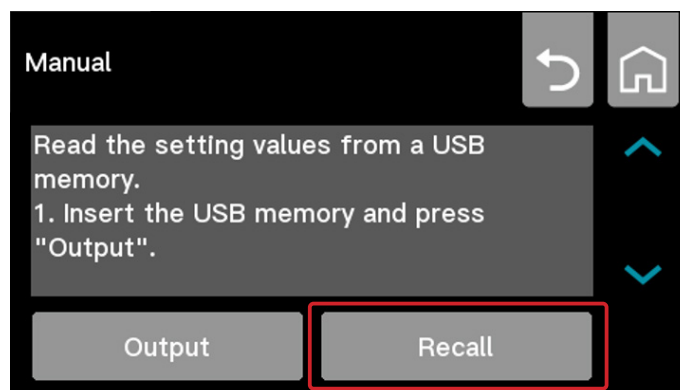 Manual
Read the setting values from a USB
memory.
1. Insert the USB memory and press
"Output".
Output
Recall